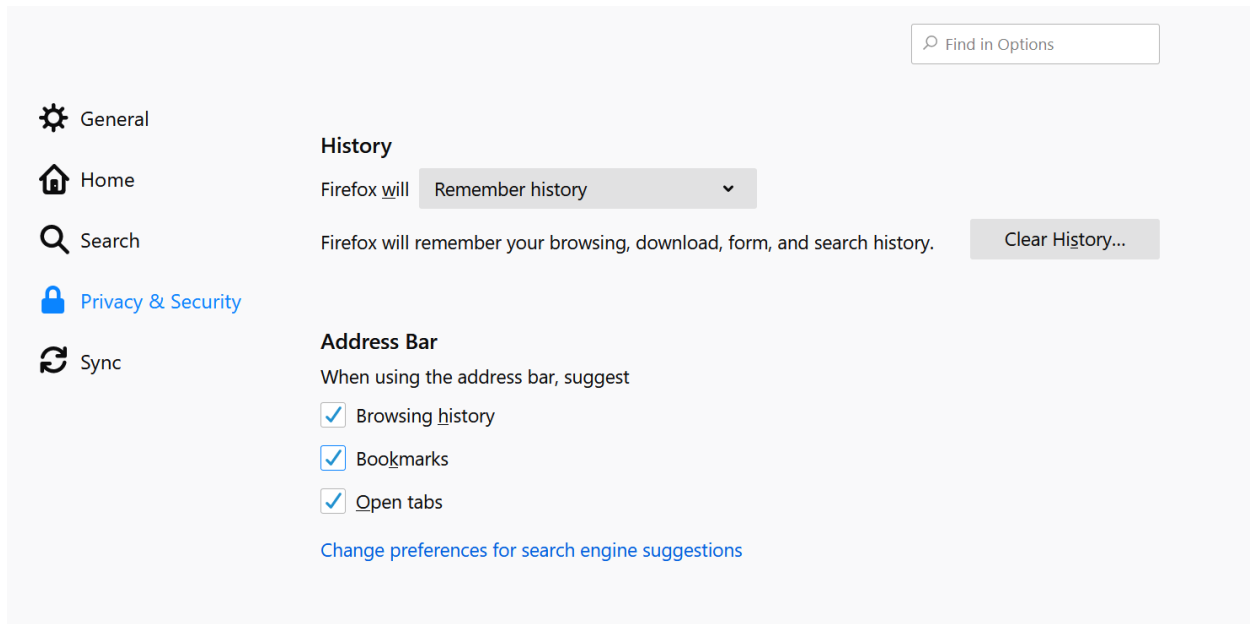 Find in Options
General
Home
Search
Privacy & Security
Sync
History
Firefox will Remember history
Firefox will remember your browsing, download, form, and search history. Clear History...
Address Bar
When using the address bar, suggest
Browsing history
Bookmarks
Open tabs
Change preferences for search engine suggestions